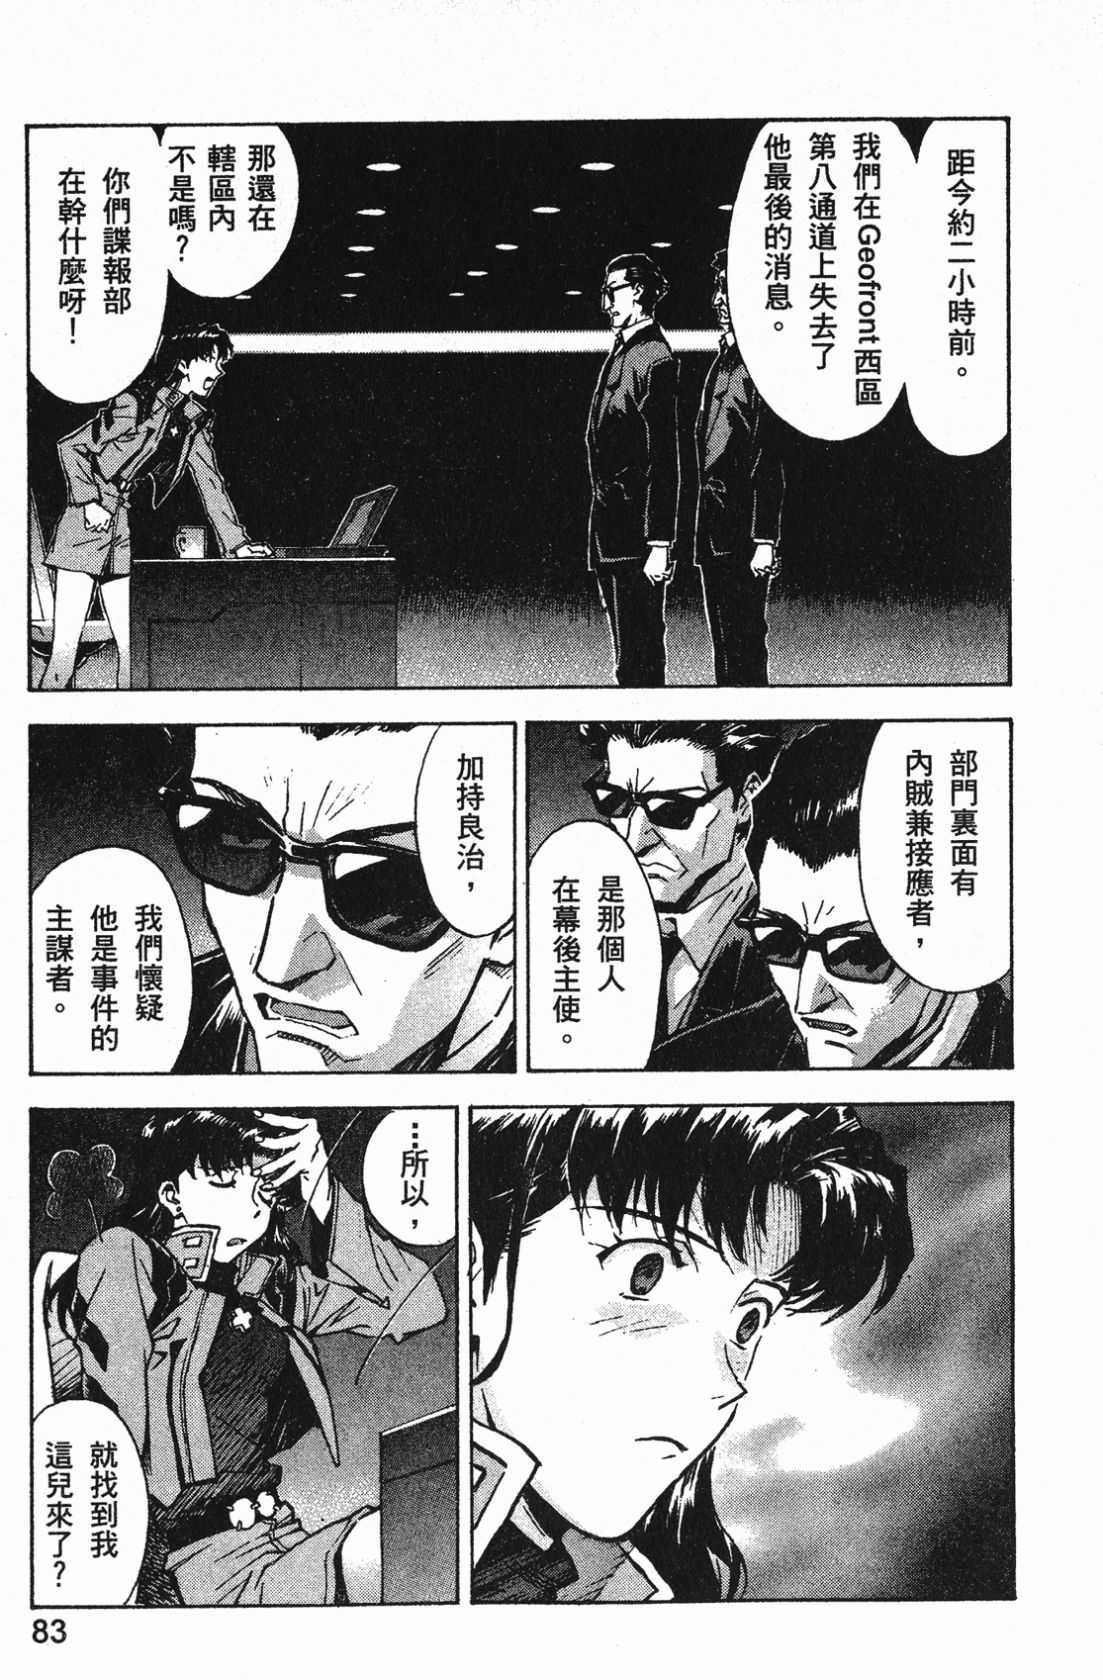 距今約二小時前。
我們在Geofront西區
第八通道上失去了
他最後的消息。
那還在
轄區內
不是嗎?
你們諜報部
在幹什麼呀!
部門裏面有
內賊兼接應者,
是那個人
在幕後主使。
加持良治,
我們懷疑
他是事件的
主謀者。
…所以,
就找到我
這兒來了?
83